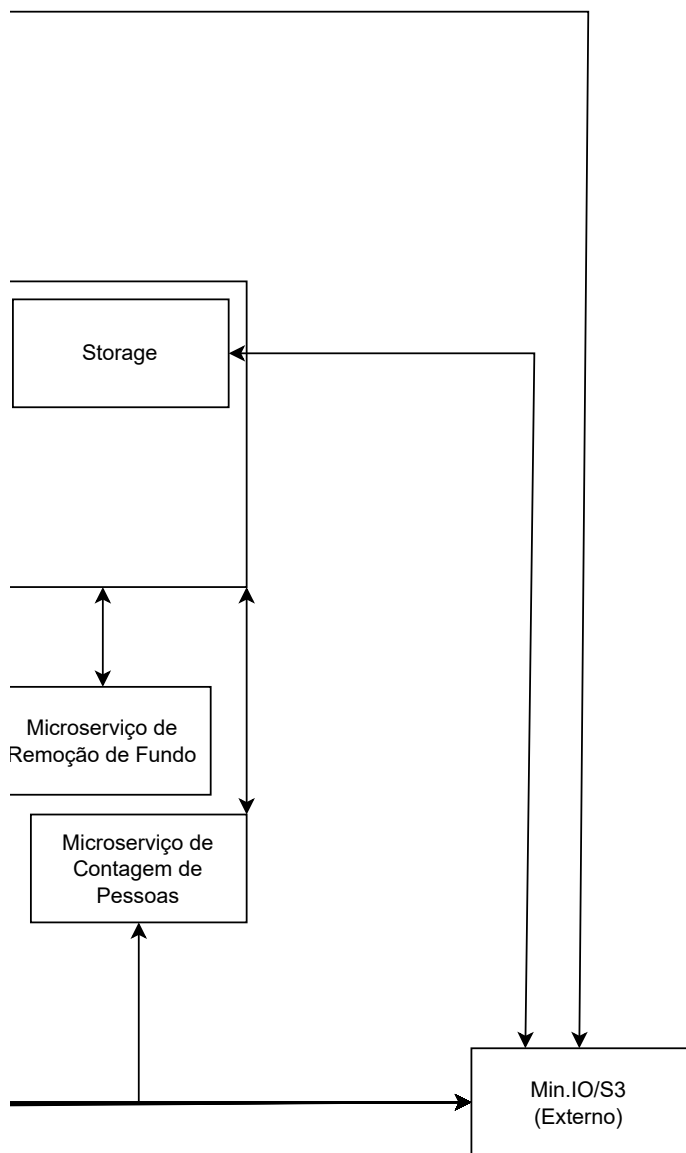 Storage
Microserviço de
Remoção de Fundo
Microserviço de
Contagem de
Pessoas
Min.IO/S3
(Externo)